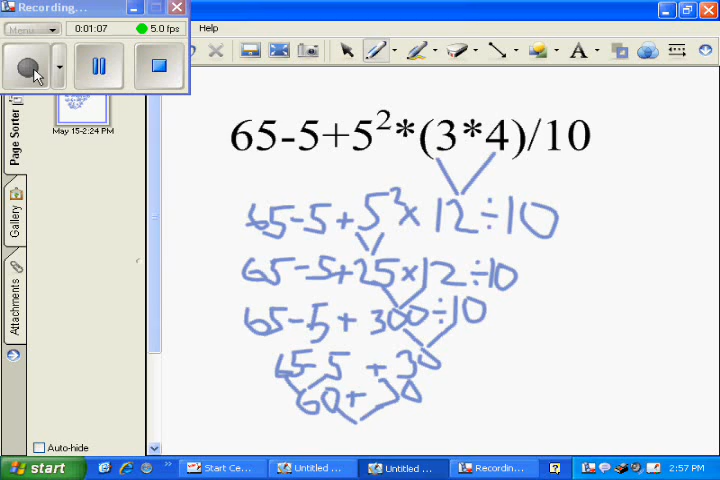 Recording...
Menu
0:01:07
5.0 fps
Help
Page Sorter
Gallery
Attachments
May 15-2:24 PM
65-5+5²*(3*4)/10
65-5+5²×12÷10
65-5+25×12÷10
65-5+300÷10
65-5+30
60+30
Auto-hide
start
Start Ce...
Untitled ...
Untitled ...
Recordin...
2:57 PM